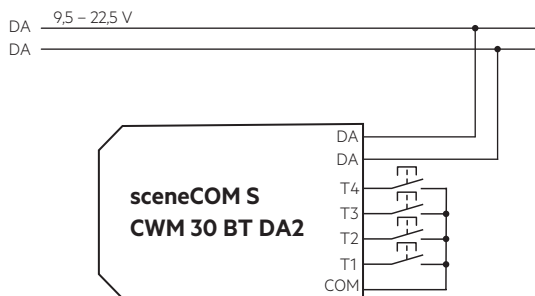 DA 9,5 – 22,5 V
DA
DA
DA
sceneCOM S
CWM 30 BT DA2
T4
T3
T2
T1
COM